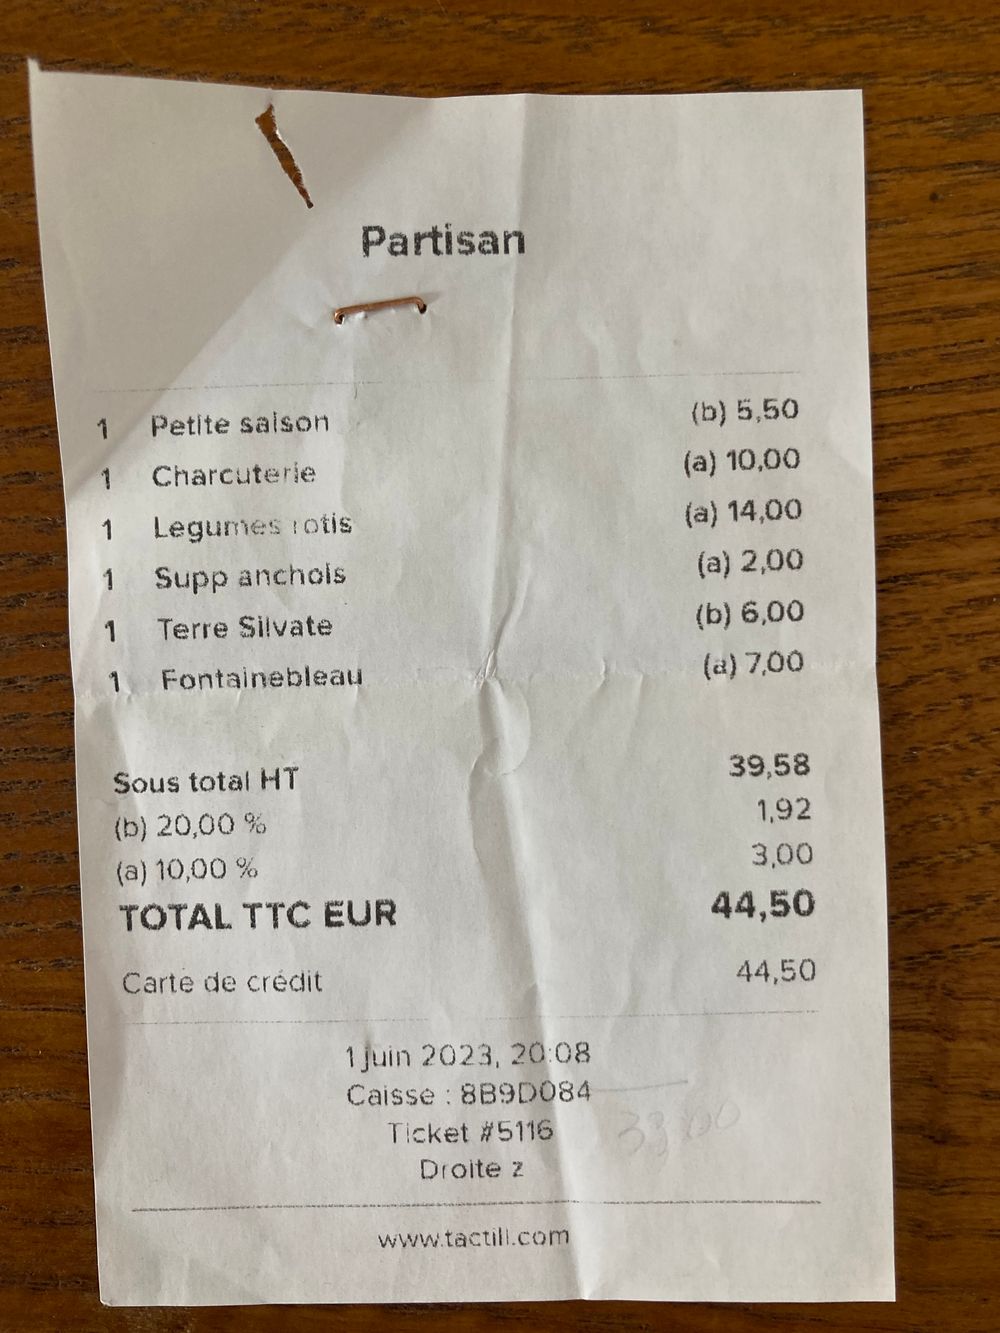 Partisan
1 Petite saison (b) 5,50
1 Charcuterie (a) 10,00
1 Legumes rotis (a) 14,00
1 Supp anchois (a) 2,00
1 Terre Silvate (b) 6,00
1 Fontainebleau (a) 7,00
Sous total HT 39,58
(b) 20,00 % 1,92
(a) 10,00 % 3,00
TOTAL TTC EUR 44,50
Carte de crédit 44,50
1 juin 2023, 20:08
Caisse : 8B9D084
Ticket #5116
Droite z
www.tactill.com